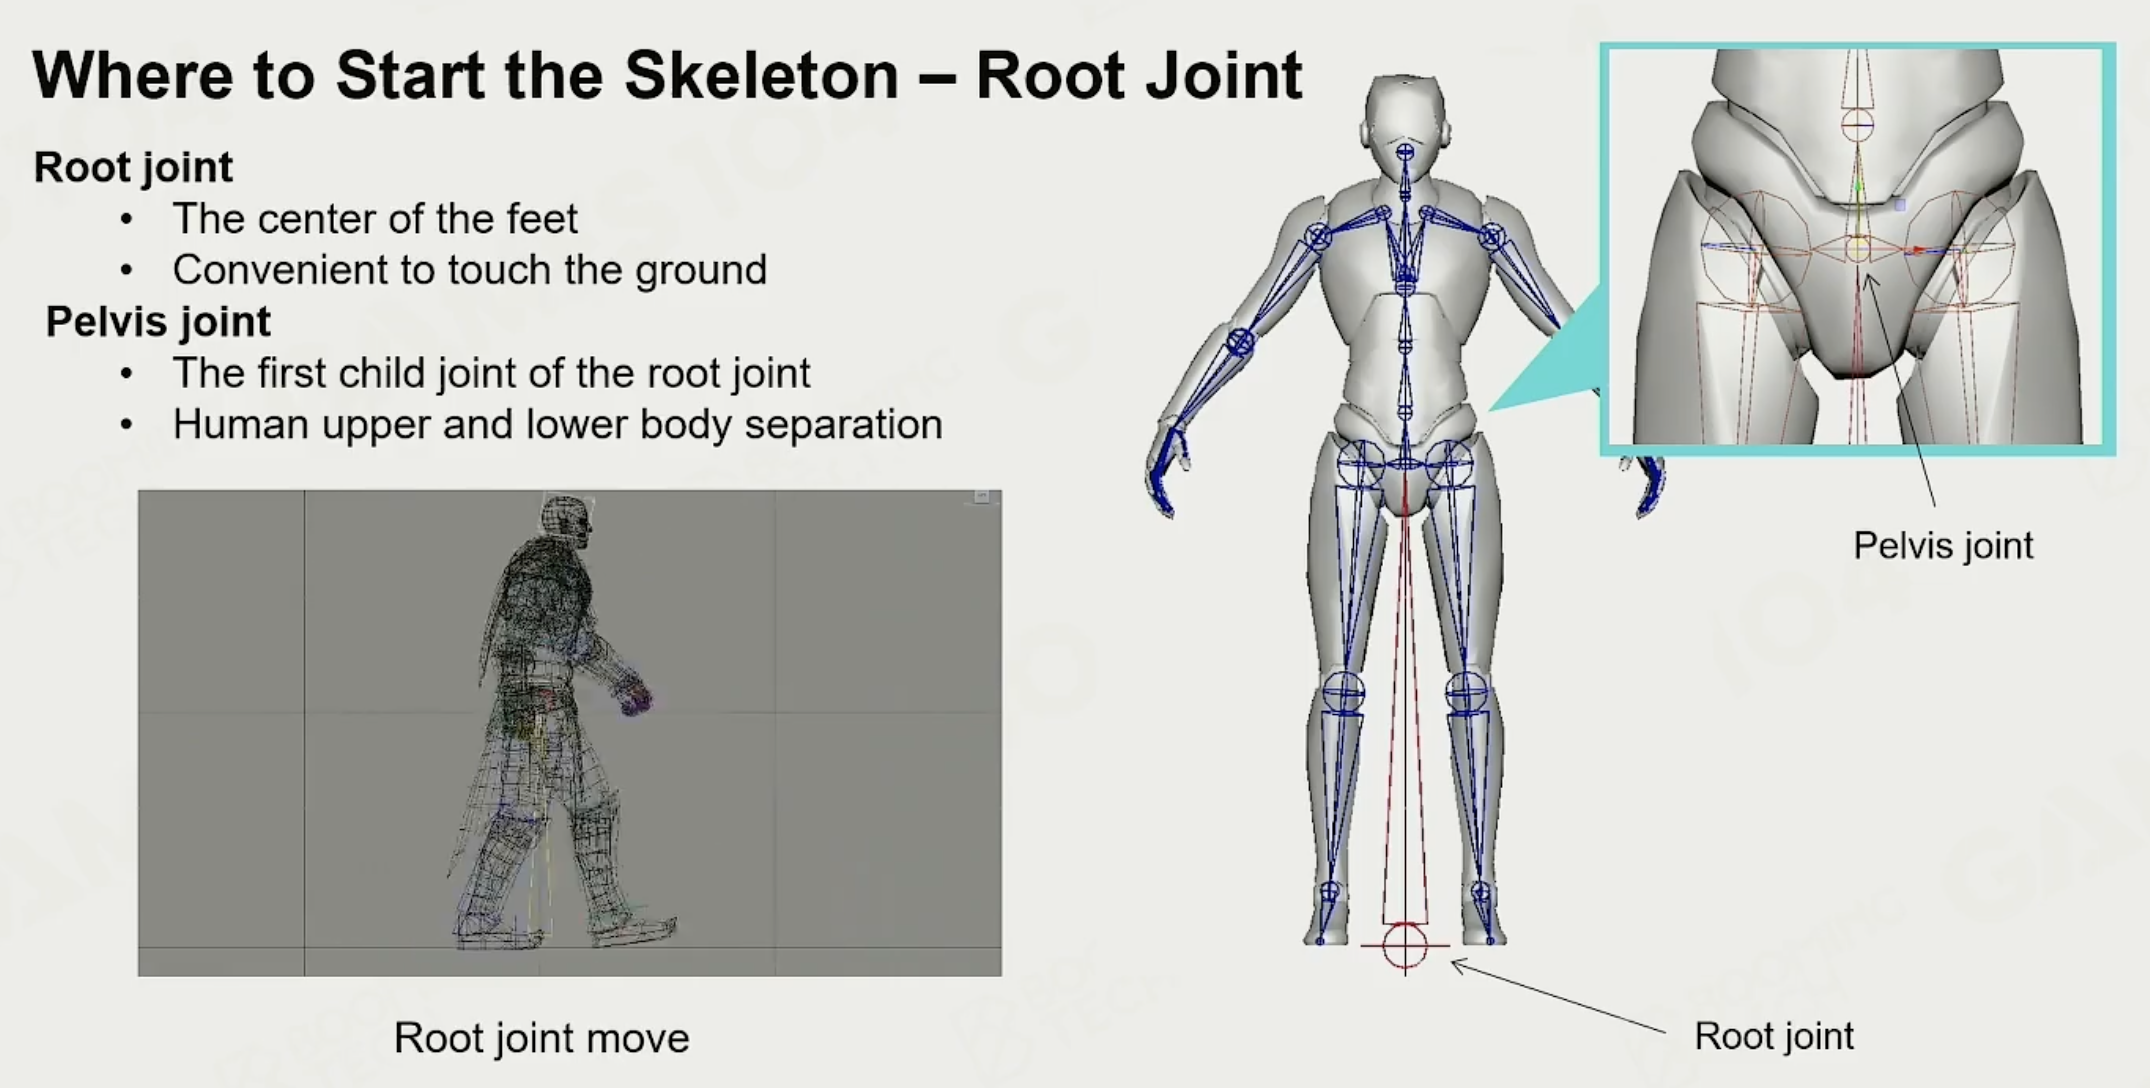 Where to Start the Skeleton – Root Joint
Root joint
• The center of the feet
• Convenient to touch the ground
Pelvis joint
• The first child joint of the root joint
• Human upper and lower body separation
Pelvis joint
Root joint move
Root joint